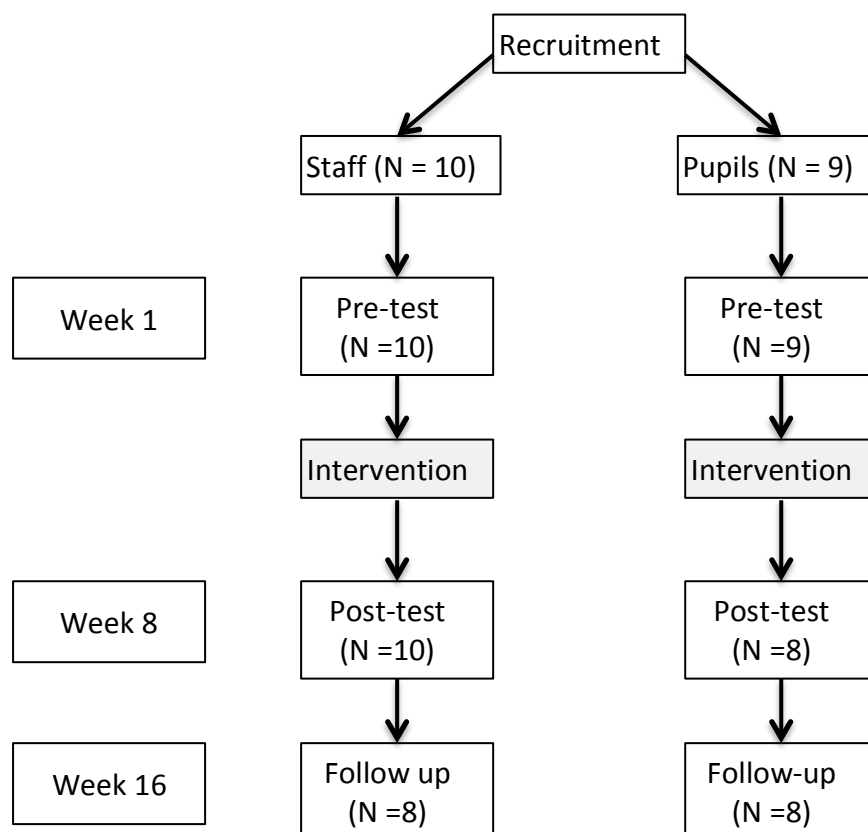 Recruitment
Staff (N = 10)
Pupils (N = 9)
Week 1
Pre-test
(N =10)
Pre-test
(N =9)
Intervention
Intervention
Week 8
Post-test
(N =10)
Post-test
(N =8)
Week 16
Follow up
(N =8)
Follow-up
(N =8)